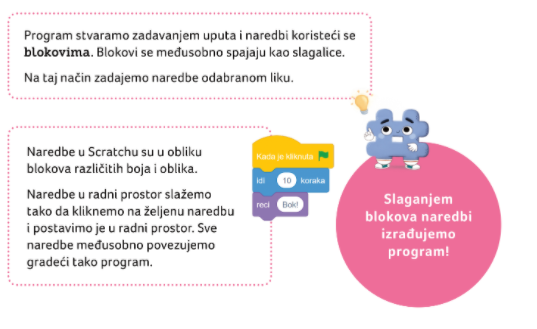 Program stvaramo zadavanjem uputa i naredbi koristeći se
blokovima. Blokovi se međusobno spajaju kao slagalice.
Na taj način zadajemo naredbe odabranom liku.
Naredbe u Scratchu su u obliku
blokova različitih boja i oblika.
Naredbe u radni prostor slažemo
tako da kliknemo na željenu naredbu
i postavimo je u radni prostor. Sve
naredbe međusobno povezujemo
gradeći tako program.
Kada je kliknuta
idi 10 koraka
reci Bok!
Slaganjem
blokova naredbi
izrađujemo
program!